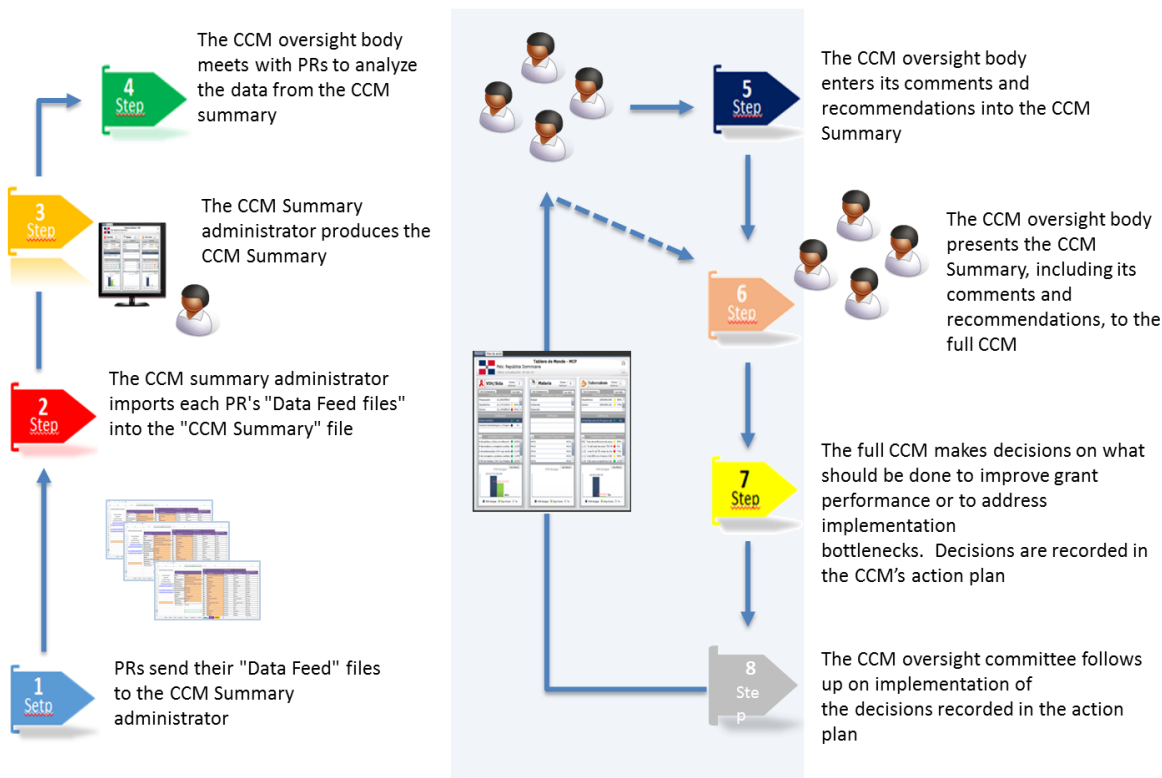 4
Step
The CCM oversight body
meets with PRs to analyze
the data from the CCM
summary
3
Step
The CCM Summary
administrator produces the
CCM Summary
2
Step
The CCM summary administrator
imports each PR's "Data Feed files"
into the "CCM Summary" file
1
Setp
PRs send their "Data Feed" files
to the CCM Summary
administrator
5
Step
The CCM oversight body
enters its comments and
recommendations into the CCM
Summary
6
Step
The CCM oversight body
presents the CCM
Summary, including its
comments and
recommendations, to the
full CCM
Tablero de Mando - MCP
País: República Dominicana
VIH/Sida
Malaria
Tuberculosis
7
Step
The full CCM makes decisions on what
should be done to improve grant
performance or to address
implementation
bottlenecks.  Decisions are recorded in
the CCM’s action plan
8
Ste
p
The CCM oversight committee follows
up on implementation of
the decisions recorded in the action
plan